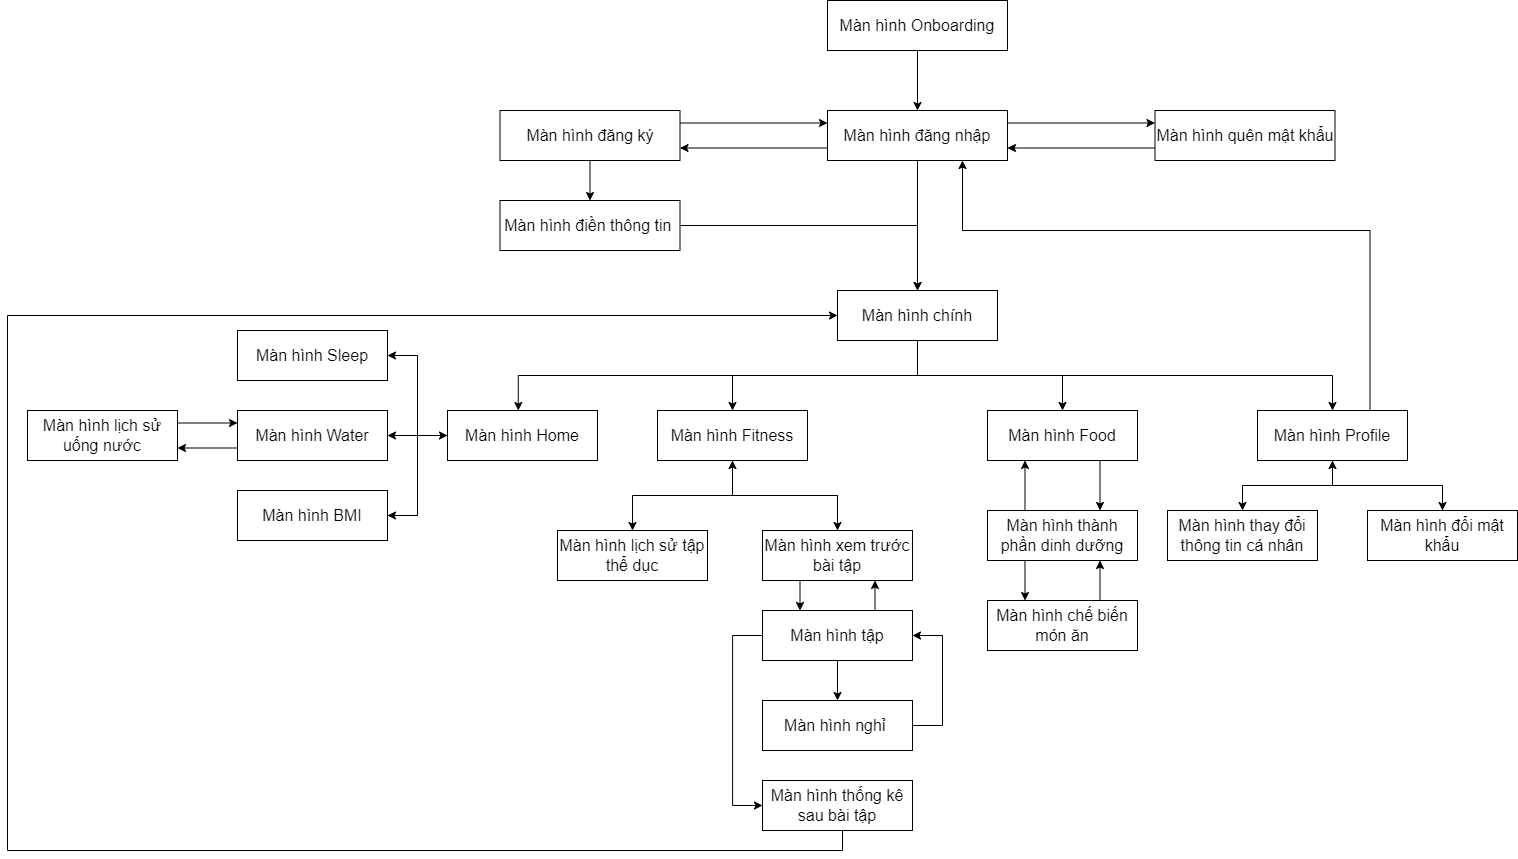 Màn hình Onboarding
Màn hình đăng ký
Màn hình đăng nhập
Màn hình quên mật khẩu
Màn hình điền thông tin
Màn hình chính
Màn hình Sleep
Màn hình lịch sử
uống nước
Màn hình Water
Màn hình Home
Màn hình Fitness
Màn hình Food
Màn hình Profile
Màn hình BMI
Màn hình lịch sử tập
thể dục
Màn hình xem trước
bài tập
Màn hình thành
phần dinh dưỡng
Màn hình thay đổi
thông tin cá nhân
Màn hình đổi mật
khẩu
Màn hình tập
Màn hình chế biến
món ăn
Màn hình nghỉ
Màn hình thống kê
sau bài tập